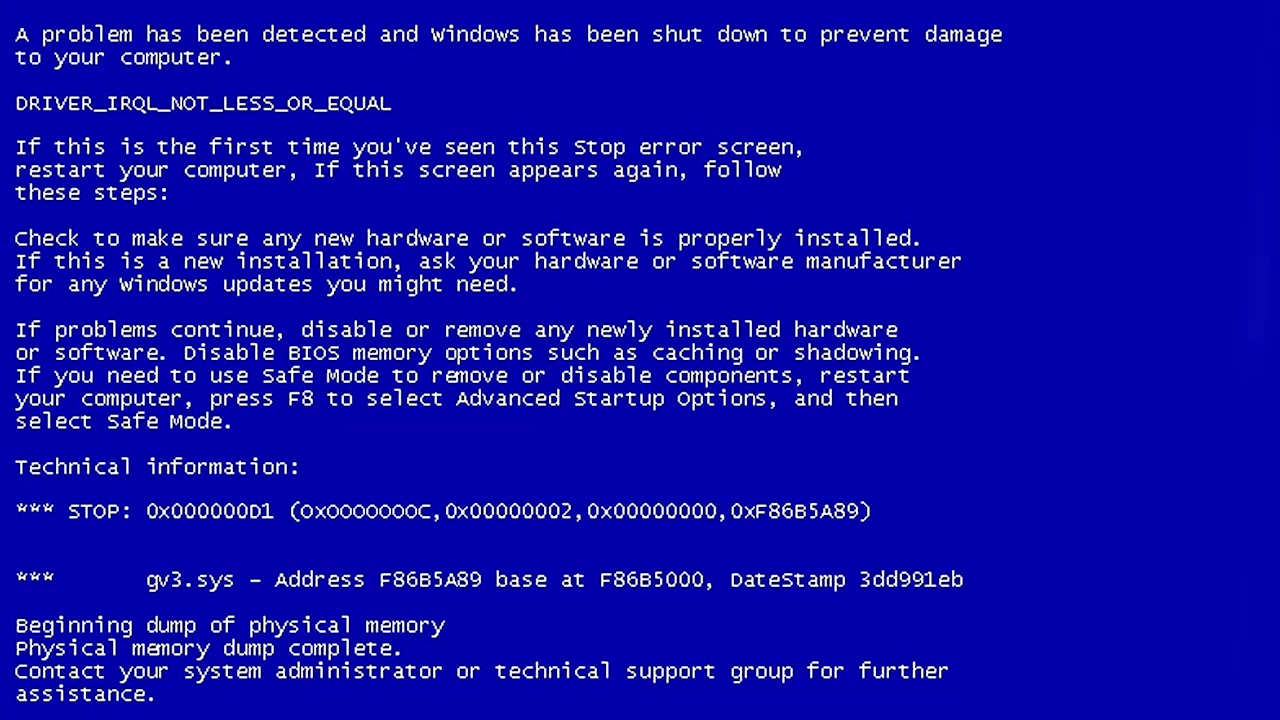 A problem has been detected and Windows has been shut down to prevent damage
to your computer.
DRIVER_IRQL_NOT_LESS_OR_EQUAL
If this is the first time you've seen this Stop error screen,
restart your computer, If this screen appears again, follow
these steps:
Check to make sure any new hardware or software is properly installed.
If this is a new installation, ask your hardware or software manufacturer
for any Windows updates you might need.
If problems continue, disable or remove any newly installed hardware
or software. Disable BIOS memory options such as caching or shadowing.
If you need to use Safe Mode to remove or disable components, restart
your computer, press F8 to select Advanced Startup Options, and then
select Safe Mode.
Technical information:
*** STOP: 0x000000D1 (0x0000000C,0x00000002,0x00000000,0xF86B5A89)
***       gv3.sys – Address F86B5A89 base at F86B5000, DateStamp 3dd991eb
Beginning dump of physical memory
Physical memory dump complete.
Contact your system administrator or technical support group for further
assistance.